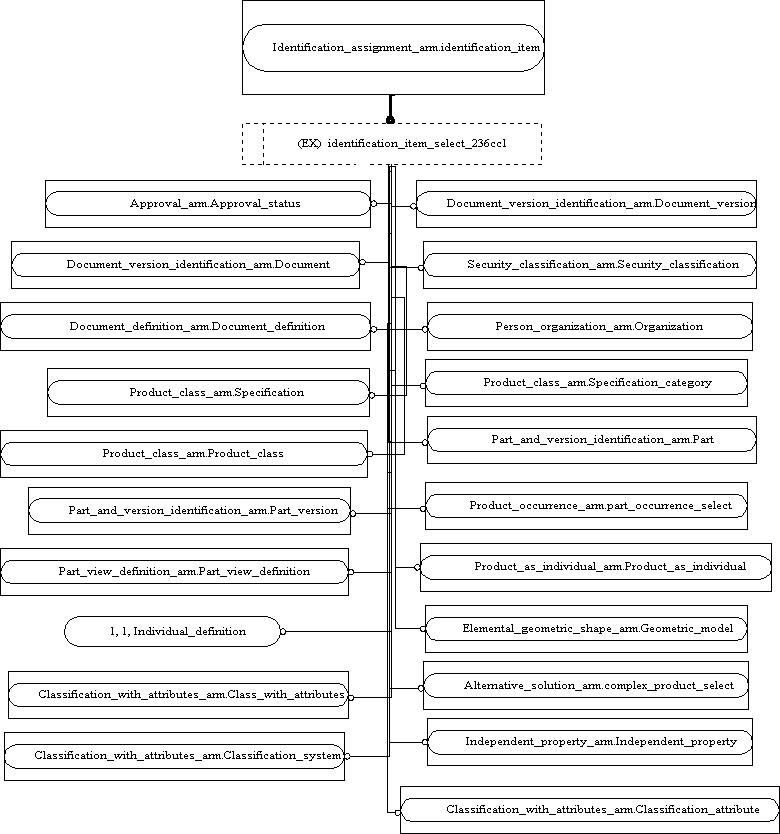 Identification_assignment_arm.identification_item
(EX) identification_item_select_236cc1
Approval_arm.Approval_status
Document_version_identification_arm.Document_version
Document_version_identification_arm.Document
Security_classification_arm.Security_classification
Document_definition_arm.Document_definition
Person_organization_arm.Organization
Product_class_arm.Specification
Product_class_arm.Specification_category
Product_class_arm.Product_class
Part_and_version_identification_arm.Part
Part_and_version_identification_arm.Part_version
Product_occurrence_arm.part_occurrence_select
Part_view_definition_arm.Part_view_definition
Product_as_individual_arm.Product_as_individual
1, 1, Individual_definition
Elemental_geometric_shape_arm.Geometric_model
Classification_with_attributes_arm.Class_with_attributes
Alternative_solution_arm.complex_product_select
Classification_with_attributes_arm.Classification_system
Independent_property_arm.Independent_property
Classification_with_attributes_arm.Classification_attribute